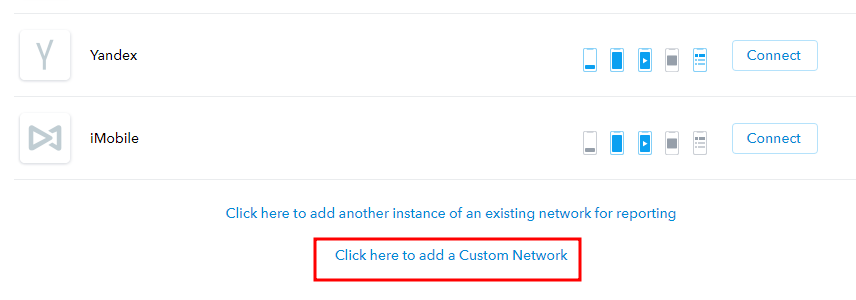 Yandex
Connect
iMobile
Connect
Click here to add another instance of an existing network for reporting
Click here to add a Custom Network